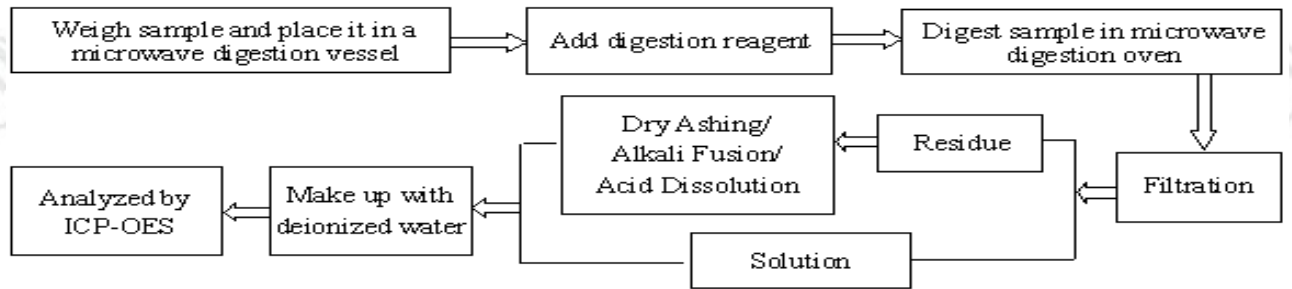 Weigh sample and place it in a
microwave digestion vessel
Add digestion reagent
Digest sample in microwave
digestion oven
Filtration
Residue
Solution
Dry Ashing/
Alkali Fusion/
Acid Dissolution
Make up with
deionized water
Analyzed by
ICP-OES